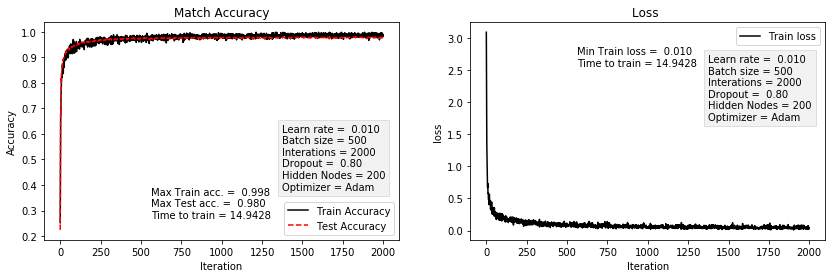 Match Accuracy
1.0
0.9
0.8
0.7
0.6
0.5
0.4
0.3
0.2
Accuracy
Learn rate =  0.010
Batch size = 500
Interations = 2000
Dropout =  0.80
Hidden Nodes = 200
Optimizer = Adam
Max Train acc. =  0.998
Max Test acc. =  0.980
Time to train = 14.9428
Train Accuracy
Test Accuracy
0 250 500 750 1000 1250 1500 1750 2000
Iteration
Loss
3.0
2.5
2.0
1.5
1.0
0.5
0.0
loss
Train loss
Min Train loss =  0.010
Time to train = 14.9428
Learn rate =  0.010
Batch size = 500
Interations = 2000
Dropout =  0.80
Hidden Nodes = 200
Optimizer = Adam
0 250 500 750 1000 1250 1500 1750 2000
Iteration